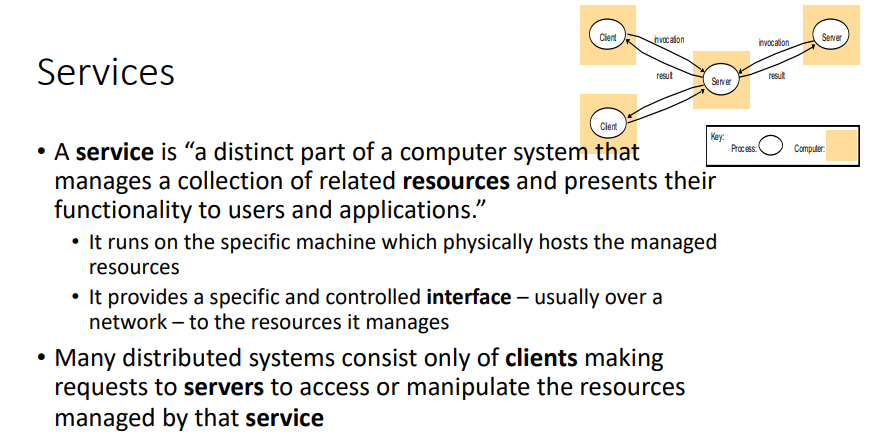 Services
Client
invocation
Server
invocation
Server
result
result
Client
Key:
Process:
Computer:
• A service is “a distinct part of a computer system that
manages a collection of related resources and presents their
functionality to users and applications.”
• It runs on the specific machine which physically hosts the managed
resources
• It provides a specific and controlled interface – usually over a
network – to the resources it manages
• Many distributed systems consist only of clients making
requests to servers to access or manipulate the resources
managed by that service